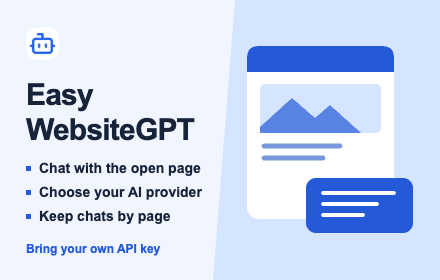 Easy
WebsiteGPT
Chat with the open page
Choose your AI provider
Keep chats by page
Bring your own API key